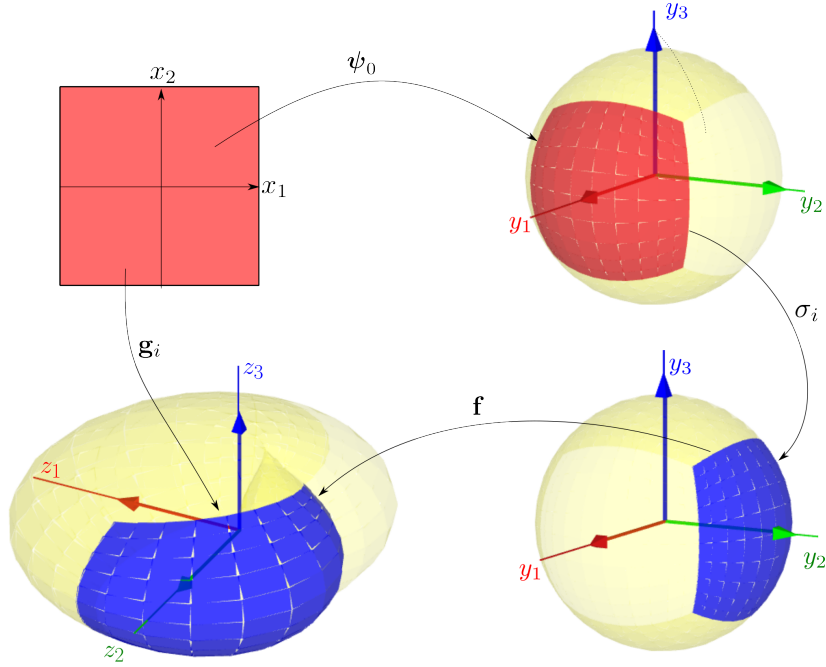 x₂
x₁
ψ₀
y₃
y₂
y₁
σᵢ
gᵢ
f
z₃
z₁
z₂
y₃
y₂
y₁